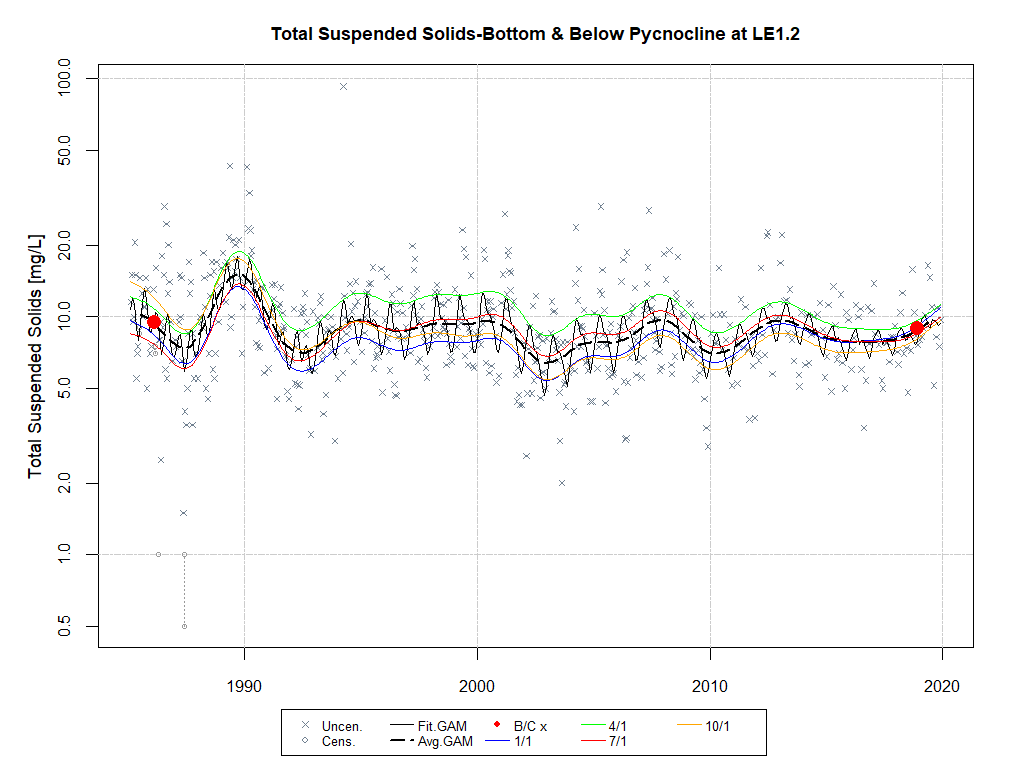 Total Suspended Solids-Bottom & Below Pycnocline at LE1.2
Total Suspended Solids [mg/L]
100.0
50.0
20.0
10.0
5.0
2.0
1.0
0.5
1990 2000 2010 2020
Uncen. Fit.GAM B/C x 4/1 10/1
Cens. Avg.GAM 1/1 7/1